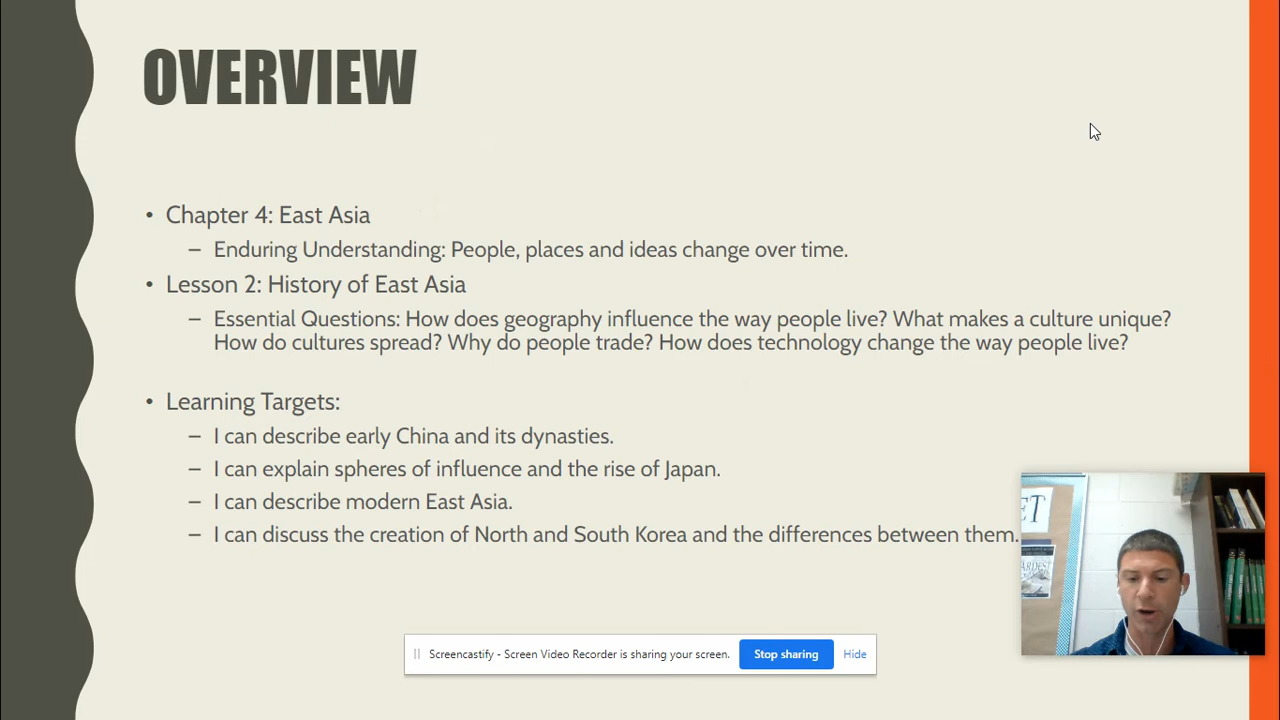 OVERVIEW
• Chapter 4: East Asia
– Enduring Understanding: People, places and ideas change over time.
• Lesson 2: History of East Asia
– Essential Questions: How does geography influence the way people live? What makes a culture unique?
How do cultures spread? Why do people trade? How does technology change the way people live?
• Learning Targets:
– I can describe early China and its dynasties.
– I can explain spheres of influence and the rise of Japan.
– I can describe modern East Asia.
– I can discuss the creation of North and South Korea and the differences between them.
ET
ARDEST
Screencastify - Screen Video Recorder is sharing your screen. Stop sharing Hide